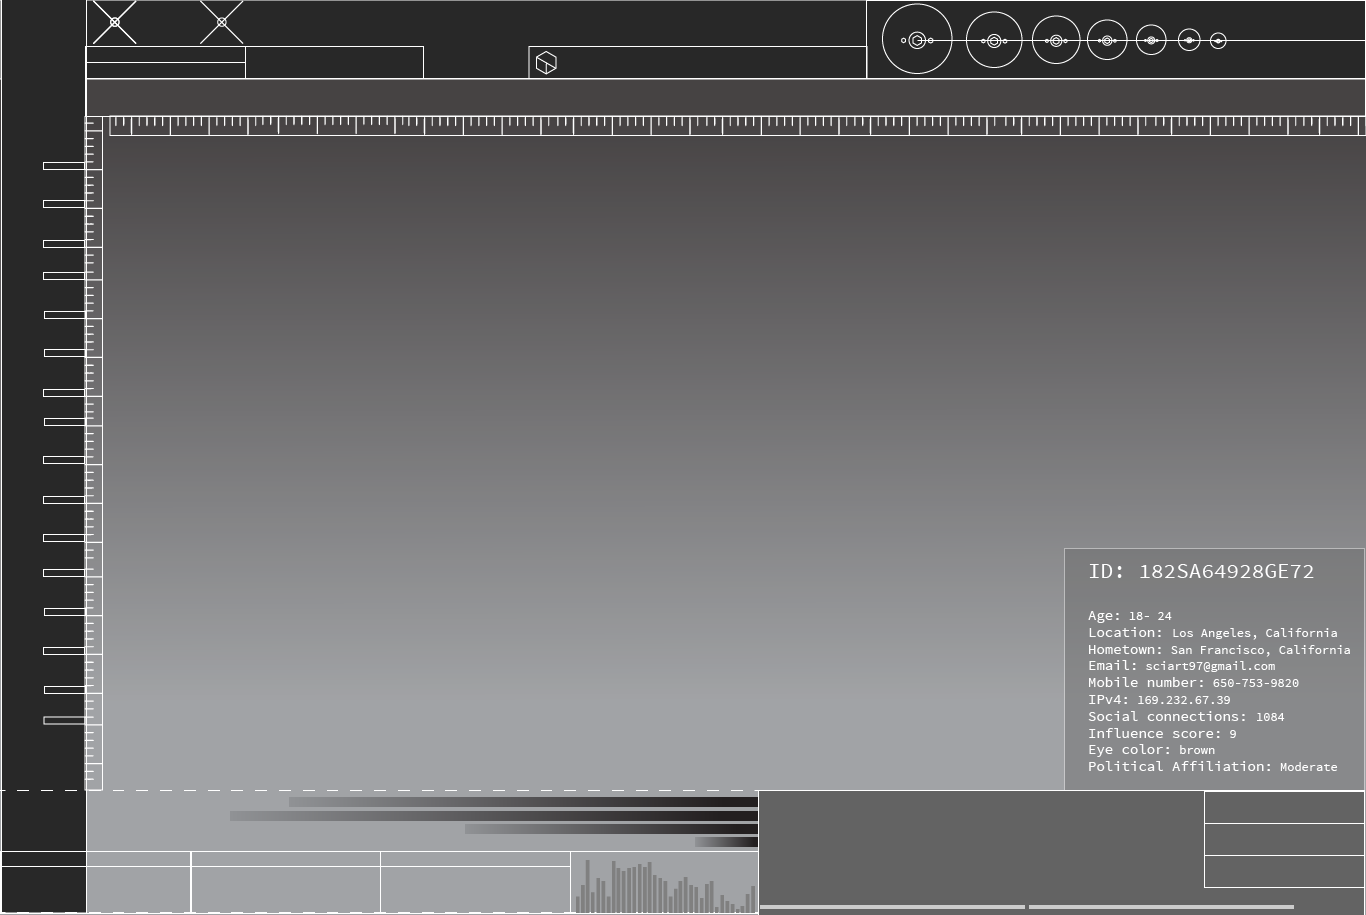 ID: 182SA64928GE72
Age: 18- 24
Location: Los Angeles, California
Hometown: San Francisco, California
Email: sciart97@gmail.com
Mobile number: 650-753-9820
IPv4: 169.232.67.39
Social connections: 1084
Influence score: 9
Eye color: brown
Political Affiliation: Moderate